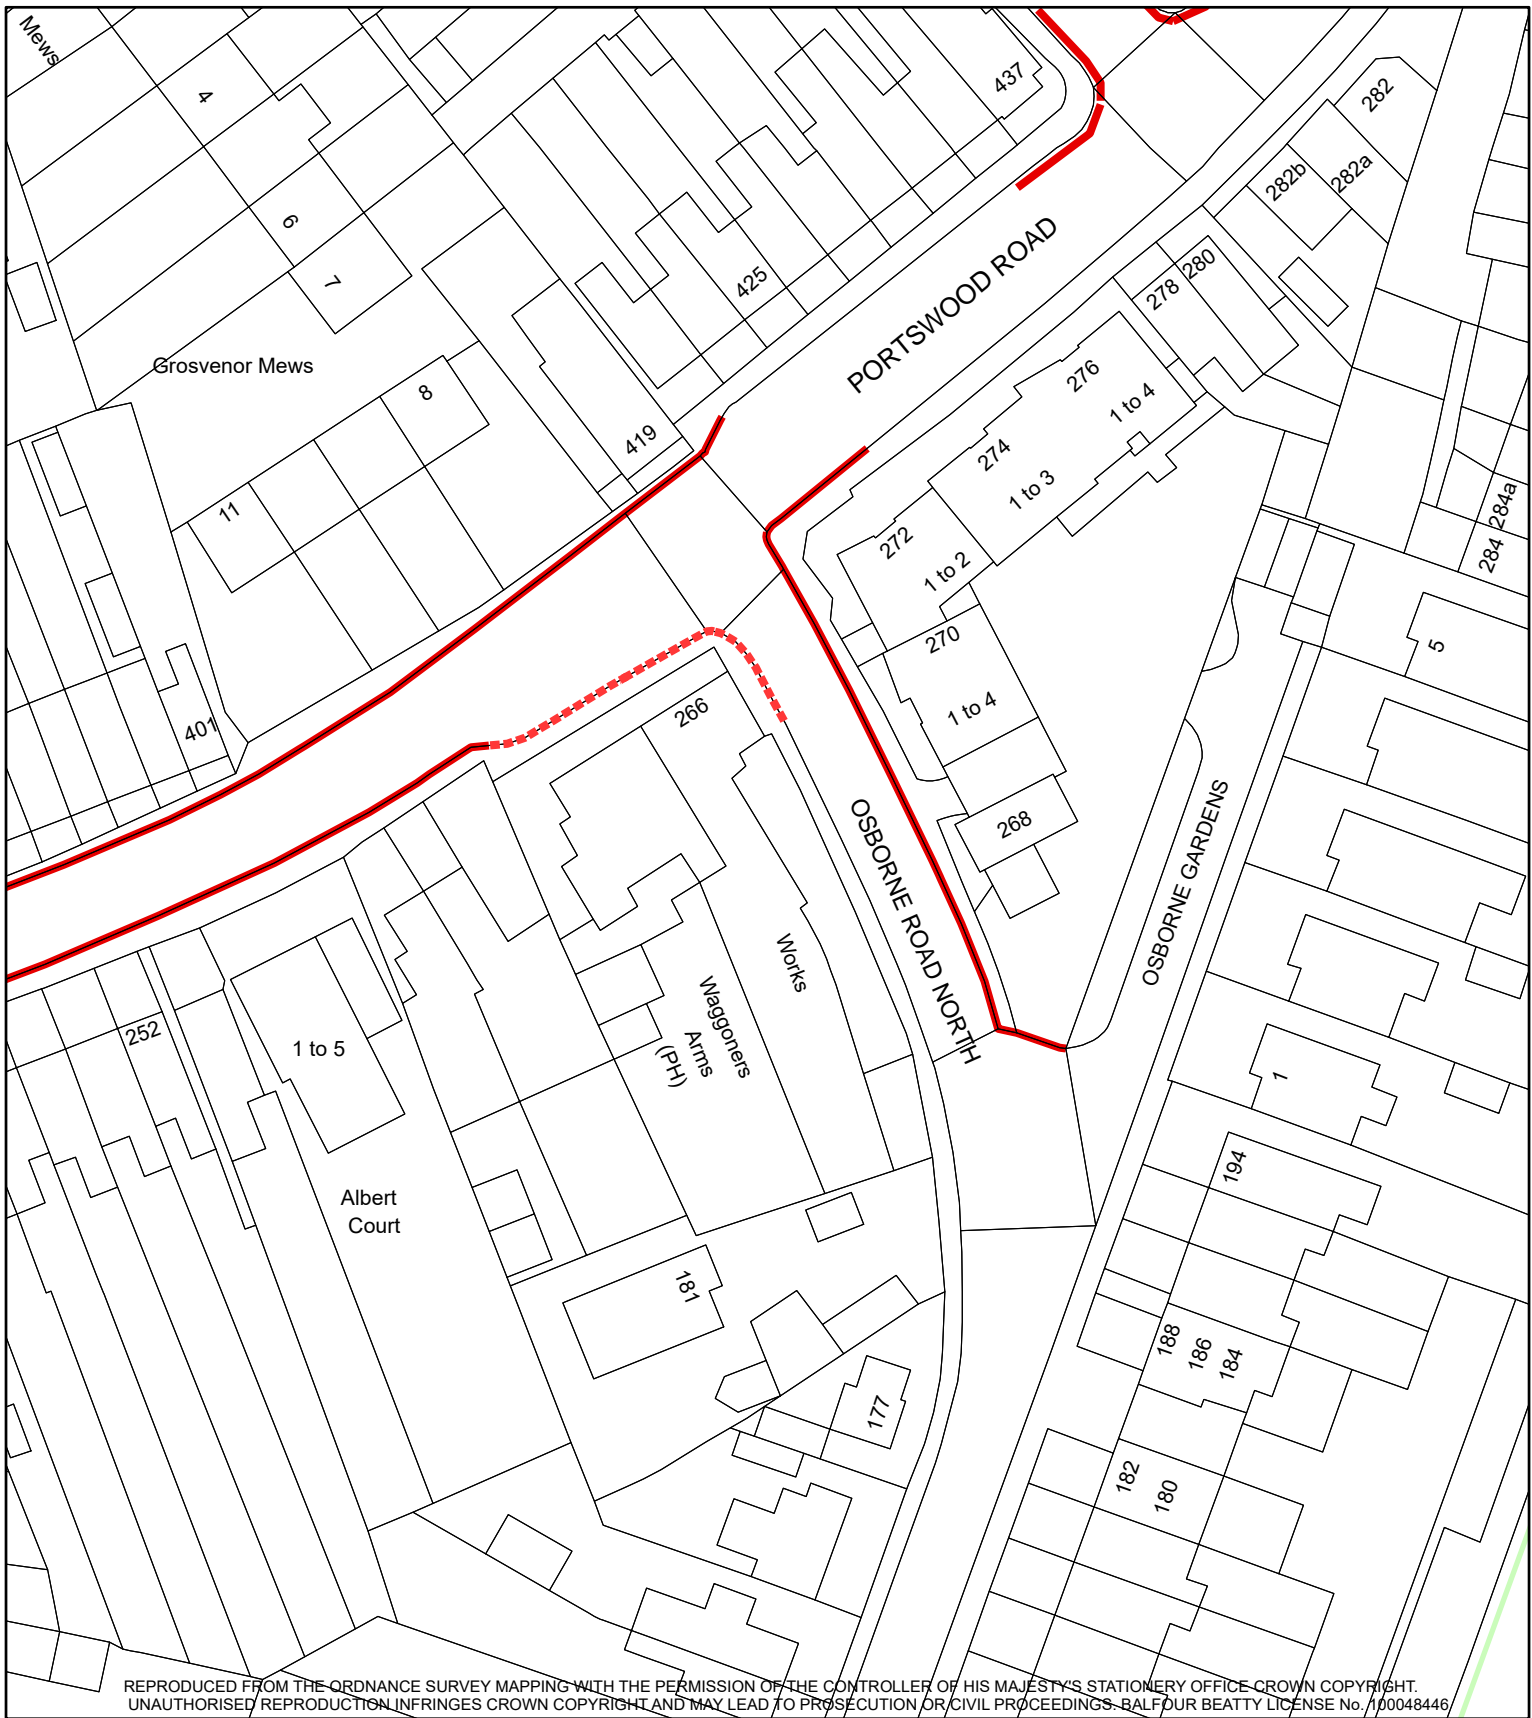 Mews
4
6
7
Grosvenor Mews
8
11
401
419
425
437
PORTSWOOD ROAD
282
282a
282b
280
278
276
1 to 4
274
1 to 3
272
1 to 2
270
1 to 4
268
266
284a
284
5
OSBORNE GARDENS
OSBORNE ROAD NORTH
Works
Waggoners
Arms
(PH)
252
1 to 5
Albert
Court
181
177
1
194
188
186
184
182
180
REPRODUCED FROM THE ORDNANCE SURVEY MAPPING WITH THE PERMISSION OF THE CONTROLLER OF HIS MAJESTY'S STATIONERY OFFICE CROWN COPYRIGHT.
UNAUTHORISED REPRODUCTION INFRINGES CROWN COPYRIGHT AND MAY LEAD TO PROSECUTION OR CIVIL PROCEEDINGS. BALFOUR BEATTY LICENSE No. 100048446